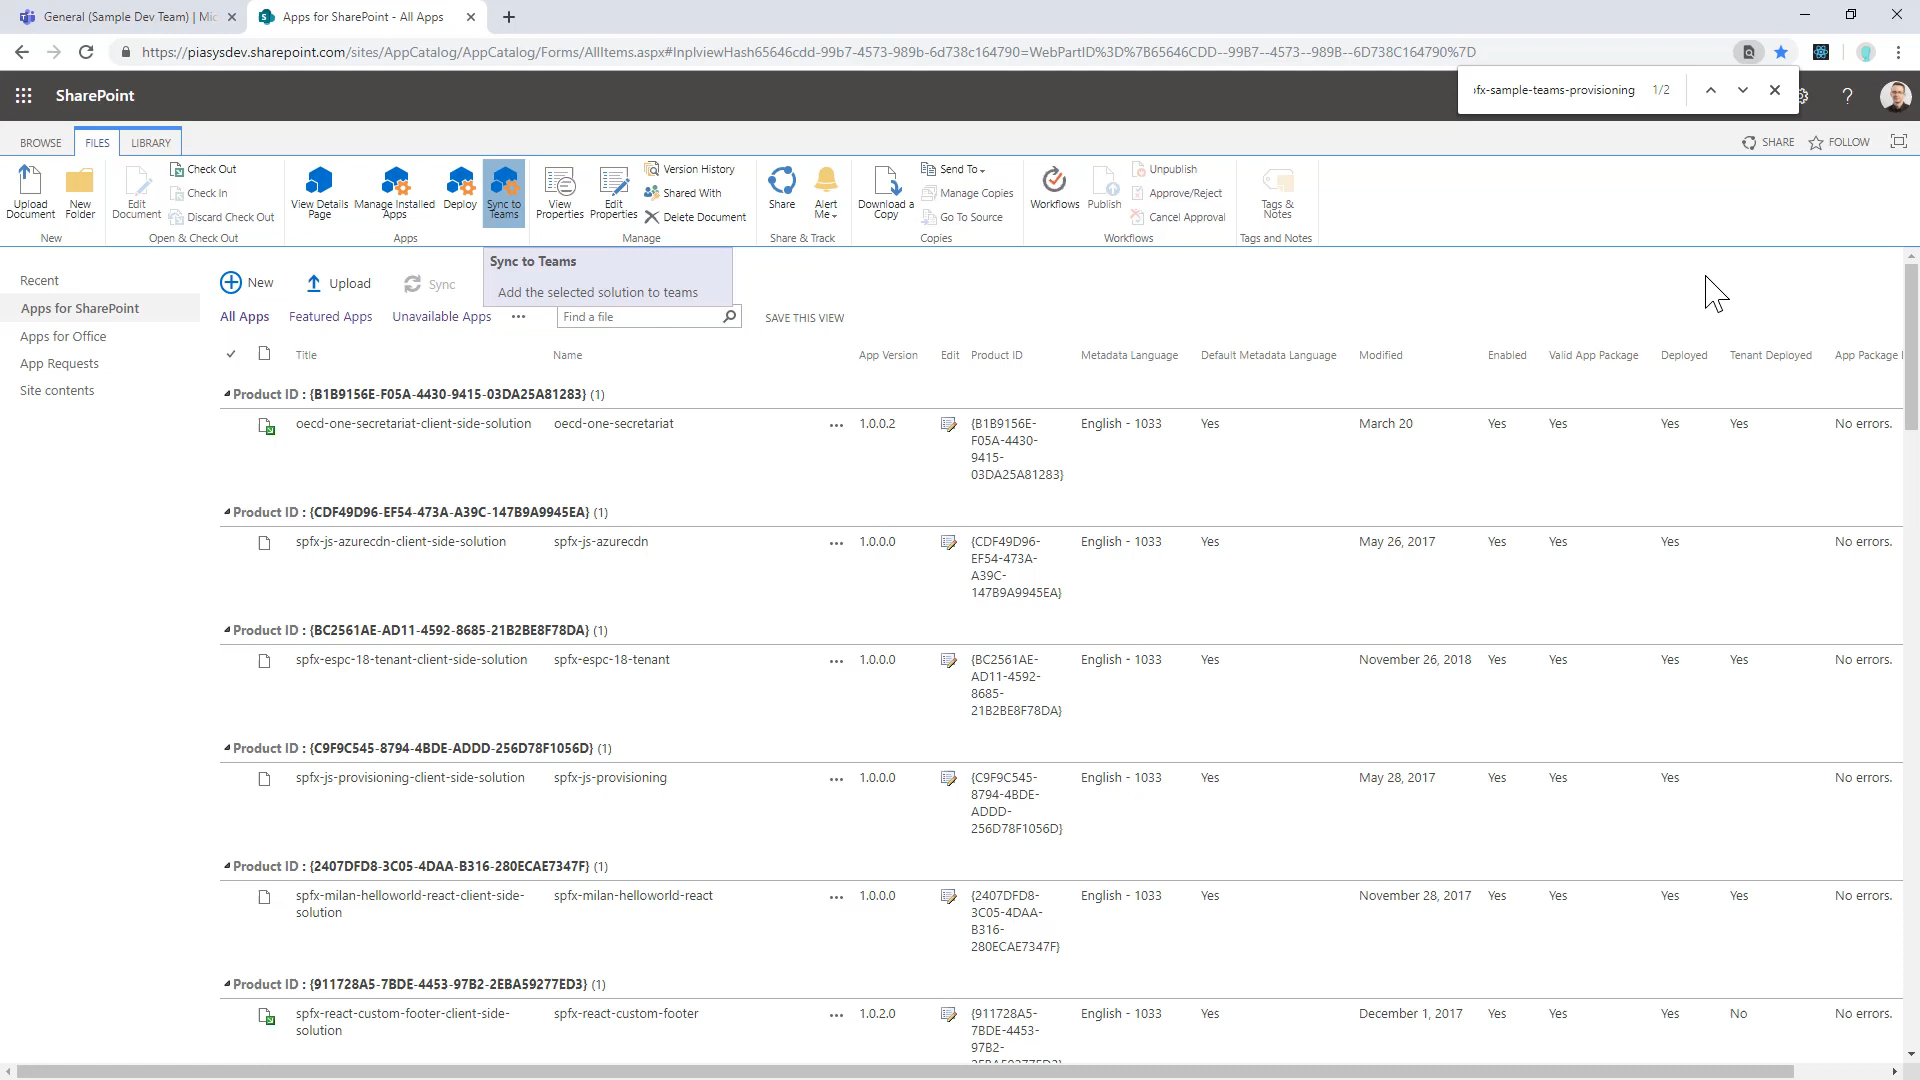 General (Sample Dev Team) | Mic
Apps for SharePoint - All Apps
https://piasysdev.sharepoint.com/sites/AppCatalog/AppCatalog/Forms/AllItems.aspx#InplviewHash65646cdd-99b7-4573-989b-6d738c164790=WebPartID%3D%7B65646CDD--99B7--4573--989B--6D738C164790%7D
SharePoint
fx-sample-teams-provisioning 1/2
?
BROWSE FILES LIBRARY
SHARE FOLLOW
Upload Document
New Folder
Edit Document
Check Out
Check In
Discard Check Out
View Details Page
Manage Installed Apps
Deploy
Sync to Teams
View Properties
Edit Properties
Version History
Shared With
Delete Document
Share
Alert Me
Download a Copy
Send To
Manage Copies
Go To Source
Workflows
Publish
Unpublish
Approve/Reject
Cancel Approval
Tags & Notes
New Open & Check Out Apps Manage Share & Track Copies Workflows Tags and Notes
Sync to Teams
Add the selected solution to teams
Recent
Apps for SharePoint
Apps for Office
App Requests
Site contents
New Upload Sync
All Apps Featured Apps Unavailable Apps ••• Find a file SAVE THIS VIEW
Title Name App Version Edit Product ID Metadata Language Default Metadata Language Modified Enabled Valid App Package Deployed Tenant Deployed App Package
Product ID : {B1B9156E-F05A-4430-9415-03DA25A81283} (1)
oecd-one-secretariat-client-side-solution oecd-one-secretariat ••• 1.0.0.2 {B1B9156E- English - 1033 Yes March 20 Yes Yes Yes Yes No errors.
F05A-4430-
9415-
03DA25A81283}
Product ID : {CDF49D96-EF54-473A-A39C-147B9A9945EA} (1)
spfx-js-azurecdn-client-side-solution spfx-js-azurecdn ••• 1.0.0.0 {CDF49D96- English - 1033 Yes May 26, 2017 Yes Yes Yes No errors.
EF54-473A-
A39C-
147B9A9945EA}
Product ID : {BC2561AE-AD11-4592-8685-21B2BE8F78DA} (1)
spfx-espc-18-tenant-client-side-solution spfx-espc-18-tenant ••• 1.0.0.0 {BC2561AE- English - 1033 Yes November 26, 2018 Yes Yes Yes Yes No errors.
AD11-4592-
8685-
21B2BE8F78DA}
Product ID : {C9F9C545-8794-4BDE-ADDD-256D78F1056D} (1)
spfx-js-provisioning-client-side-solution spfx-js-provisioning ••• 1.0.0.0 {C9F9C545- English - 1033 Yes May 28, 2017 Yes Yes Yes No errors.
8794-4BDE-
ADDD-
256D78F1056D}
Product ID : {2407DFD8-3C05-4DAA-B316-280ECAE7347F} (1)
spfx-milan-helloworld-react-client-side- spfx-milan-helloworld-react ••• 1.0.0.0 {2407DFD8- English - 1033 Yes November 28, 2017 Yes Yes Yes Yes No errors.
solution 3C05-4DAA-
B316-
280ECAE7347F}
Product ID : {911728A5-7BDE-4453-97B2-2EBA59277ED3} (1)
spfx-react-custom-footer-client-side- spfx-react-custom-footer ••• 1.0.2.0 {911728A5- English - 1033 Yes December 1, 2017 Yes Yes Yes No No errors.
solution 7BDE-4453-
97B2-
2EBA59277ED3}